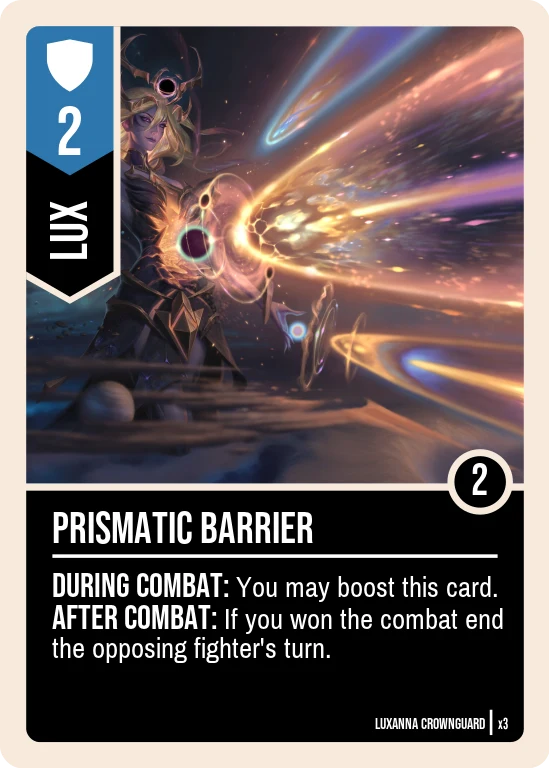 2
LUX
2
PRISMATIC BARRIER
DURING COMBAT: You may boost this card.
AFTER COMBAT: If you won the combat end
the opposing fighter's turn.
LUXANNA CROWNGUARD | x3